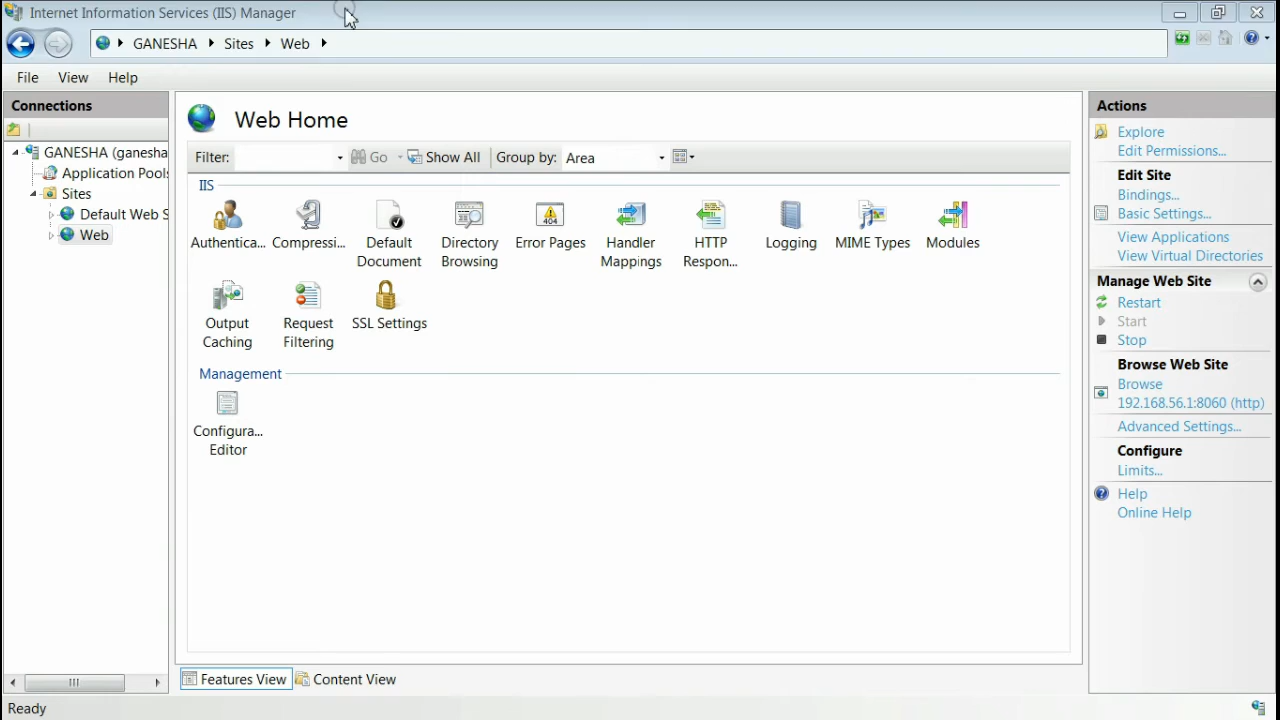 Internet Information Services (IIS) Manager
GANESHA
Sites
Web
File
View
Help
Connections
GANESHA (ganesha
Application Pools
Sites
Default Web S
Web
Web Home
Filter:
Go
Show All
Group by:
Area
IIS
Authentica...
Compressi...
Default
Document
Directory
Browsing
404
Error Pages
Handler
Mappings
HTTP
Respon...
Logging
MIME Types
Modules
Output
Caching
Request
Filtering
SSL Settings
Management
Configura...
Editor
Features View
Content View
Actions
Explore
Edit Permissions...
Edit Site
Bindings...
Basic Settings...
View Applications
View Virtual Directories
Manage Web Site
Restart
Start
Stop
Browse Web Site
Browse
192.168.56.1:8060 (http)
Advanced Settings...
Configure
Limits...
Help
Online Help
Ready